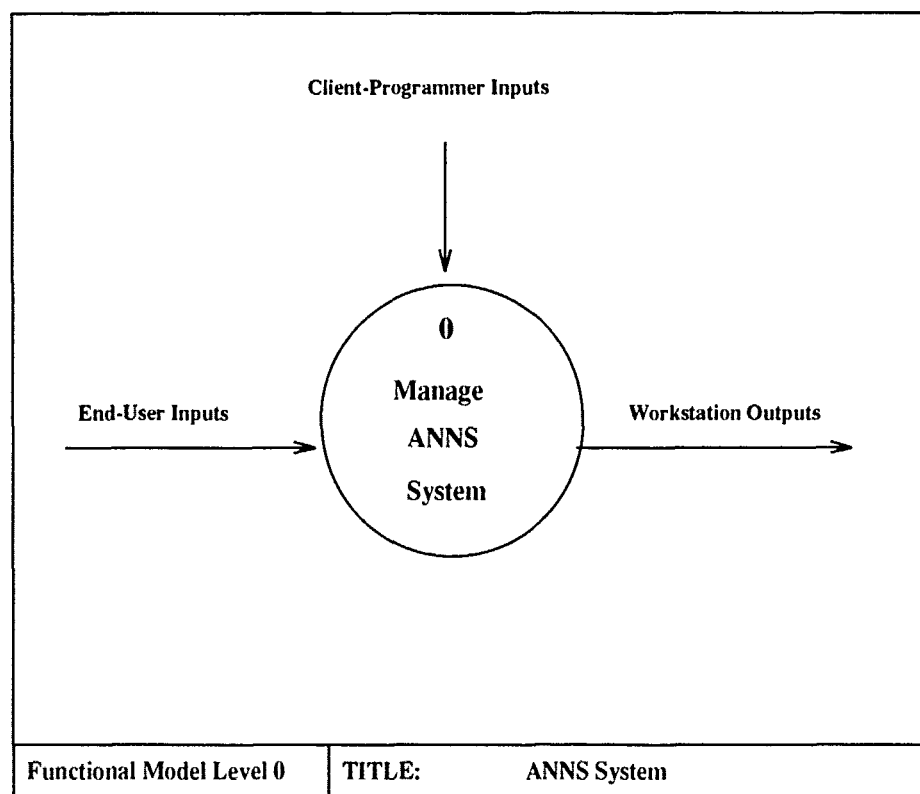 Client-Programmer Inputs
0
Manage
ANNS
System
End-User Inputs
Workstation Outputs
Functional Model Level 0
TITLE: ANNS System